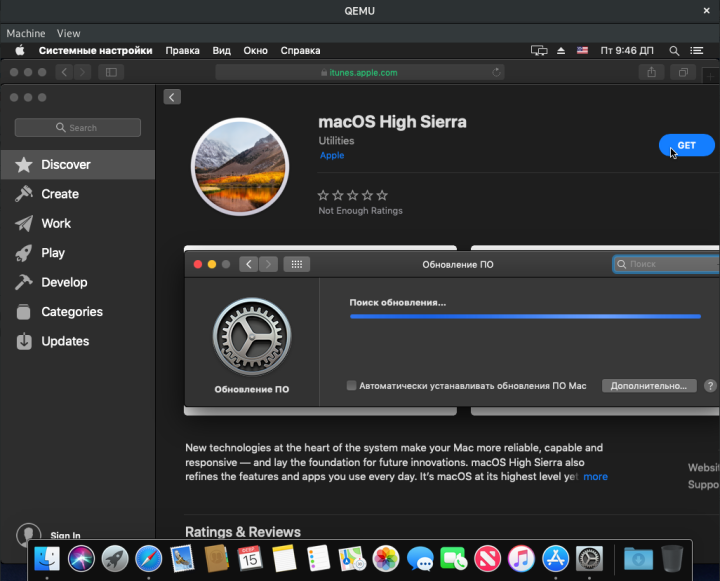 QEMU
Machine View
Системные настройки Правка Вид Окно Справка Пт 9:46 ДП
itunes.apple.com
Search
macOS High Sierra
Utilities
Apple
GET
Not Enough Ratings
Discover
Create
Work
Play
Develop
Categories
Updates
Обновление ПО
Поиск
Поиск обновления...
Обновление ПО
Автоматически устанавливать обновления ПО Mac
Дополнительно...
?
New technologies at the heart of the system make your Mac more reliable, capable and
responsive — and lay the foundation for future innovations. macOS High Sierra also
refines the features and apps you use every day. It's macOS at its highest level yet more
Websi
Suppo
Ratings & Reviews
Sign In
15